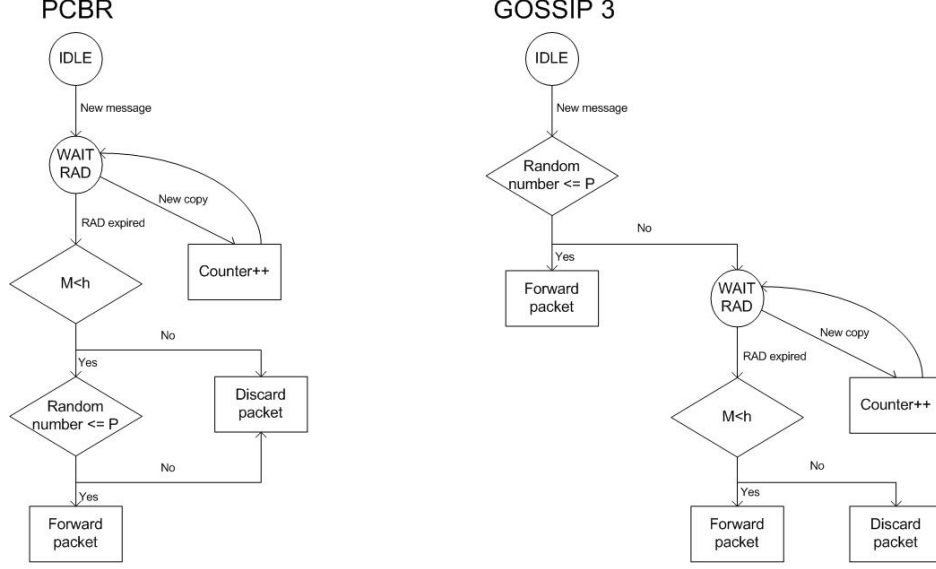 PCBR
IDLE
New message
WAIT
RAD
New copy
RAD expired
Counter++
M<h
No
Yes
Random
number <= P
Discard
packet
No
Yes
Forward
packet
GOSSIP 3
IDLE
New message
Random
number <= P
No
Yes
Forward
packet
WAIT
RAD
New copy
RAD expired
Counter++
M<h
No
Yes
Forward
packet
Discard
packet